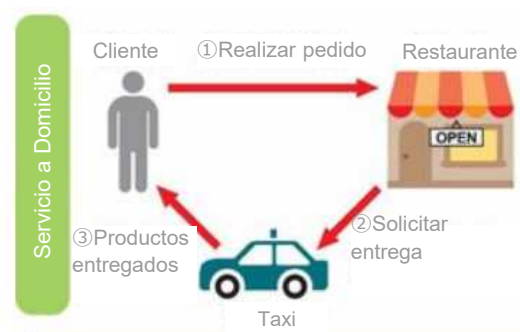 Servicio a Domicilio
Cliente
①Realizar pedido
Restaurante
OPEN
②Solicitar
entrega
③Productos
entregados
Taxi